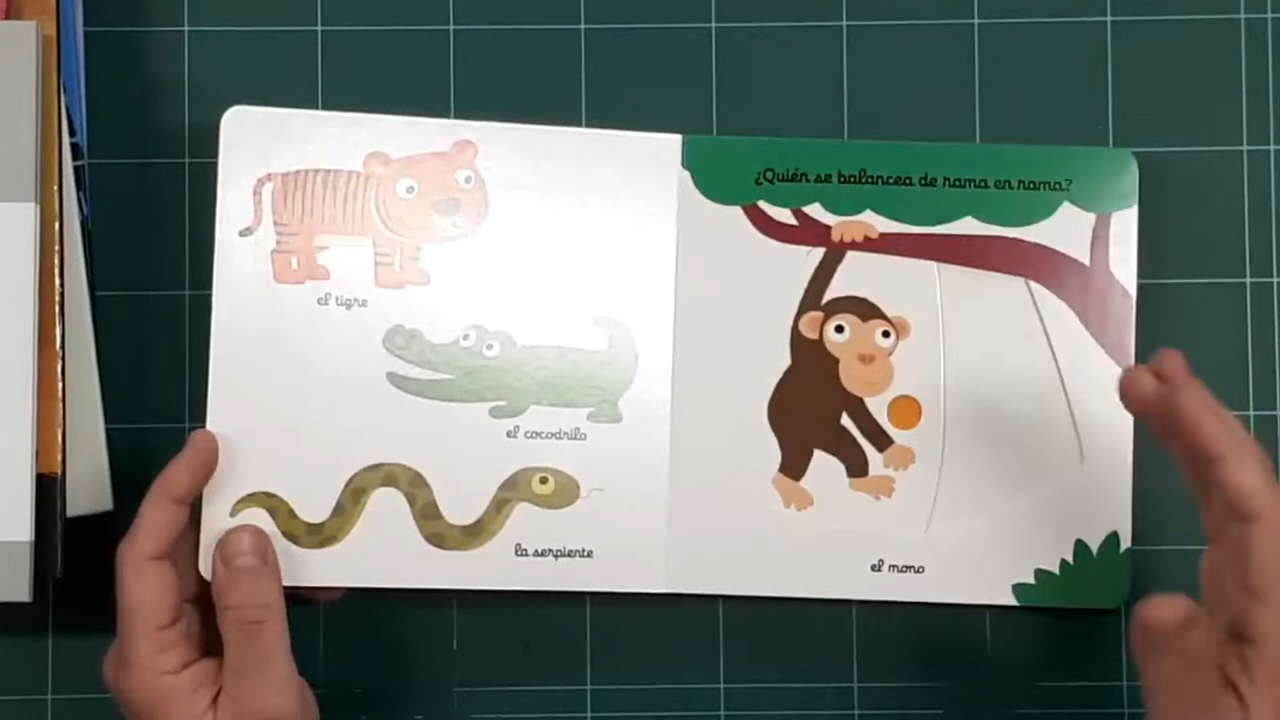 el tigre
el cocodrilo
la serpiente
¿Quién se balancea de rama en rama?
el mono